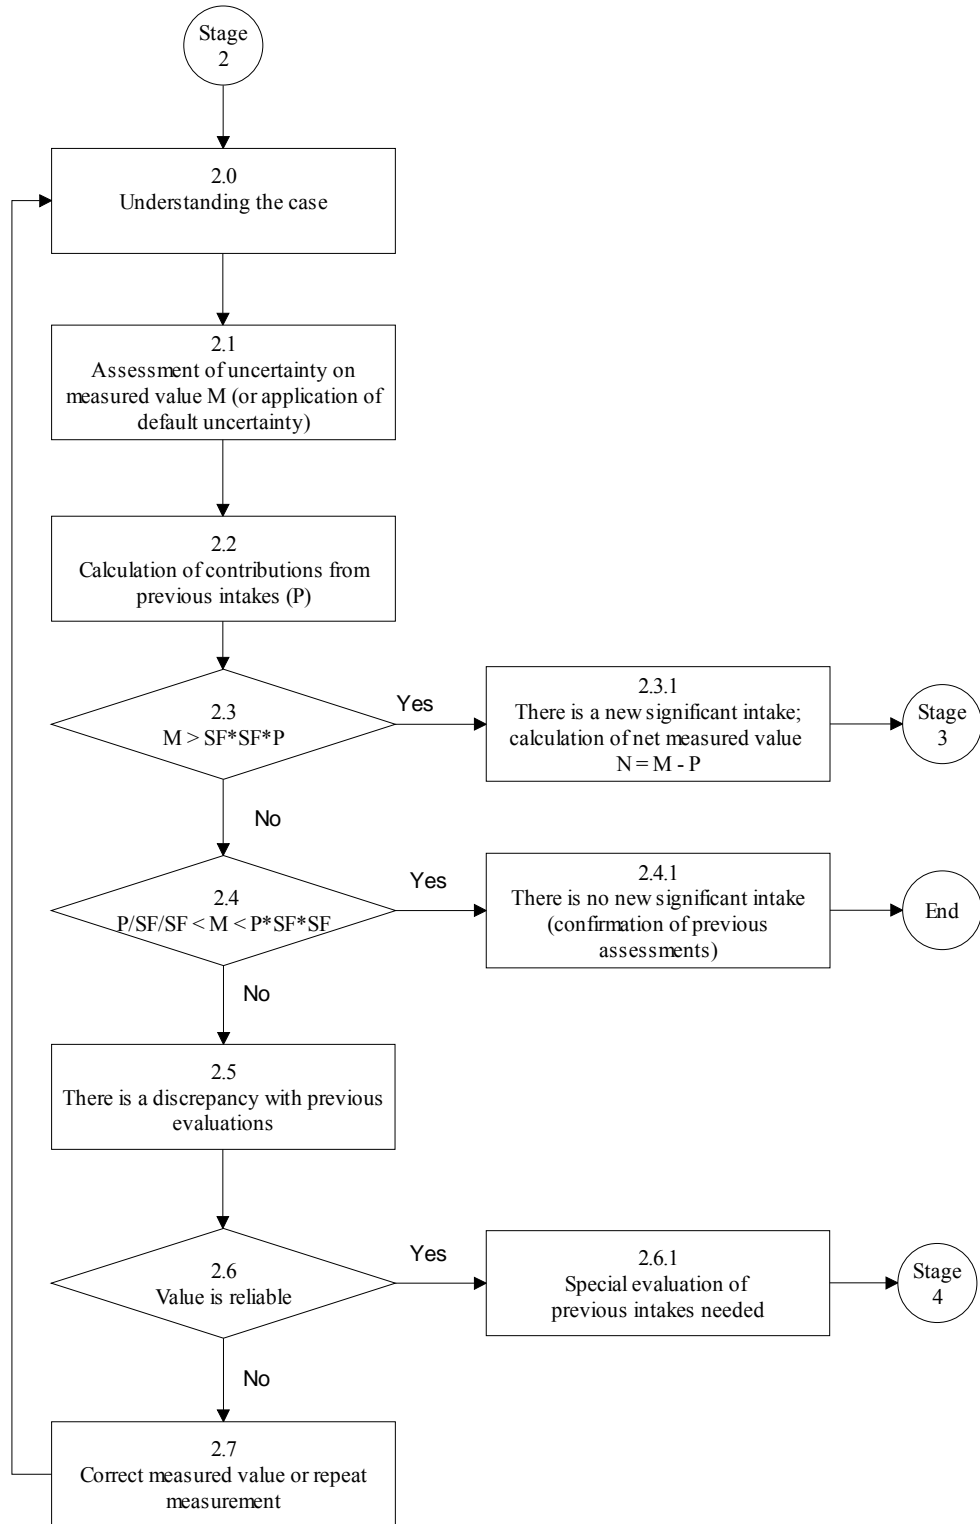 Stage
2
2.0
Understanding the case
2.1
Assessment of uncertainty on
measured value M (or application of
default uncertainty)
2.2
Calculation of contributions from
previous intakes (P)
2.3
M > SF*SF*P
Yes
2.3.1
There is a new significant intake;
calculation of net measured value
N = M - P
Stage
3
No
2.4
P/SF/SF < M < P*SF*SF
Yes
2.4.1
There is no new significant intake
(confirmation of previous
assessments)
End
No
2.5
There is a discrepancy with previous
evaluations
2.6
Value is reliable
Yes
2.6.1
Special evaluation of
previous intakes needed
Stage
4
No
2.7
Correct measured value or repeat
measurement